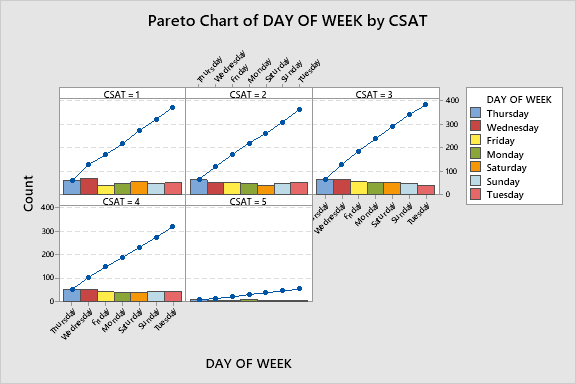 Pareto Chart of DAY OF WEEK by CSAT
Thursday
Wednesday
Friday
Monday
Saturday
Sunday
Tuesday
CSAT = 1
CSAT = 2
CSAT = 3
400
300
200
100
0
400
300
200
100
0
DAY OF WEEK
Thursday
Wednesday
Friday
Monday
Saturday
Sunday
Tuesday
Count
CSAT = 4
CSAT = 5
Thursday
Wednesday
Friday
Monday
Saturday
Sunday
Tuesday
Wednesday
Friday
Monday
Saturday
Sunday
Tuesday
DAY OF WEEK